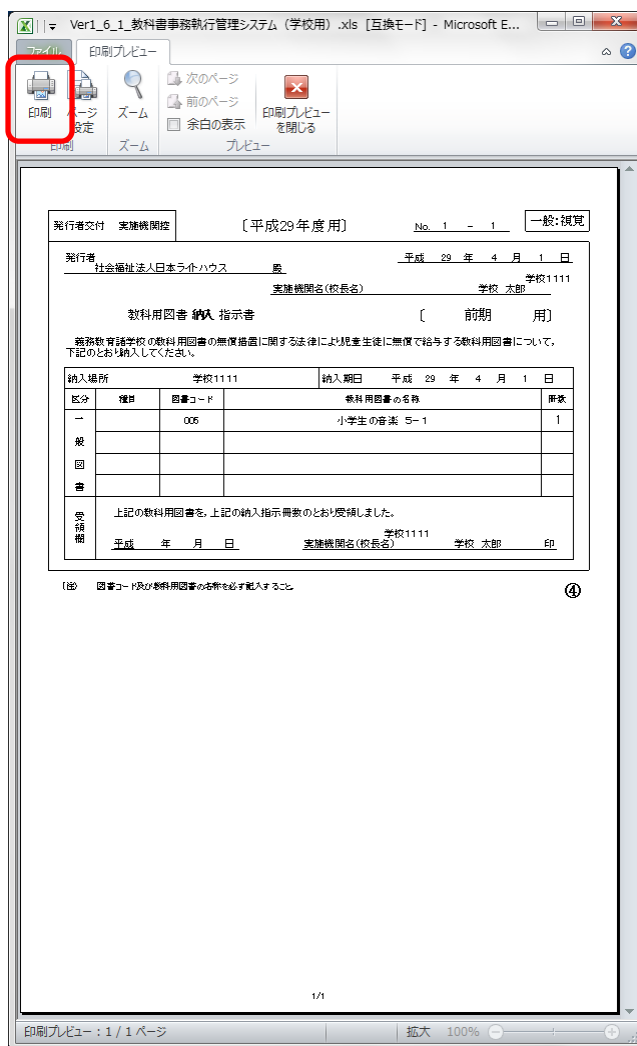 Ver1_6_1_教科書事務執行管理システム（学校用）.xls [互換モード] - Microsoft E...
ファイル 印刷プレビュー
印刷
ページ設定
ズーム
次のページ
前のページ
余白の表示
印刷プレビューを閉じる
印刷 ズーム プレビュー
発行者交付 実施機関控 〔平成29年度用〕 No. 1 - 1 一般:視覚
発行者 平成 29 年 4 月 1 日
社会福祉法人日本ライトハウス 殿
学校1111
実施機関名(校長名) 学校 太郎
教科用図書 納入 指示書 〔 前期 用〕
義務教育諸学校の教科用図書の無償措置に関する法律により児童生徒に無償で給与する教科用図書について，
下記のとおり納入してください。
納入場所 学校1111 納入期日 平成 29 年 4 月 1 日
区分 種目 図書コード 教科用図書の名称 冊数
一般図書 005 小学生の音楽 5-1 1
受領欄
上記の教科用図書を，上記の納入指示冊数のとおり受領しました。
学校1111
平成 年 月 日 実施機関名(校長名) 学校 太郎 印
(注) 図書コード及び教科用図書の名称を必ず記入すること
④
1/1
印刷プレビュー : 1 / 1 ページ 拡大 100%